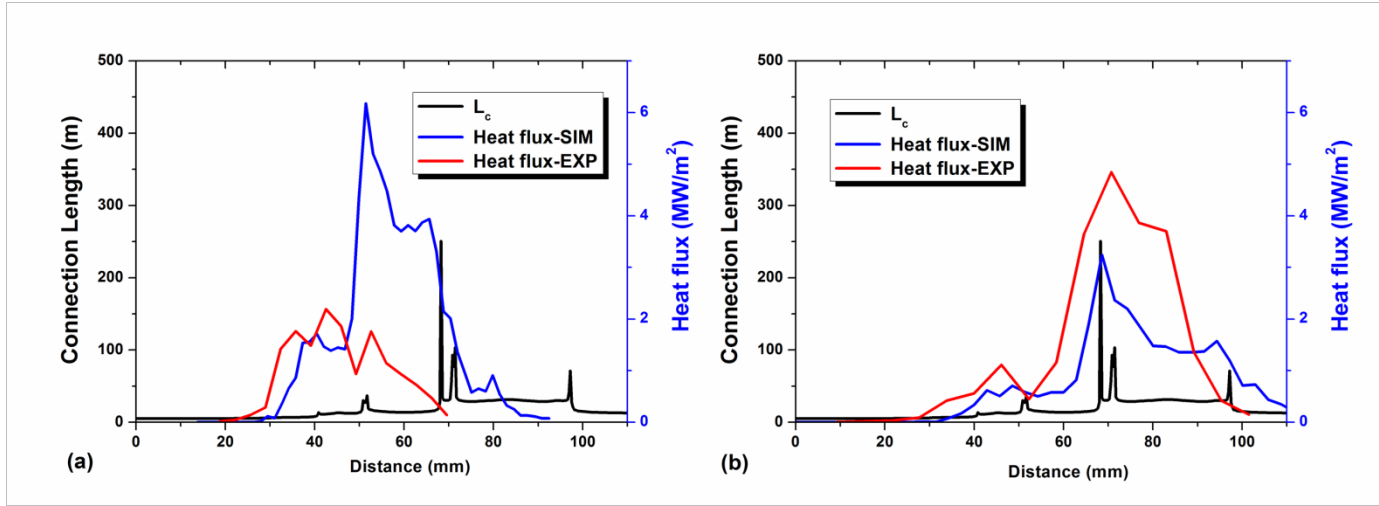 500
400
300
200
100
0
Connection Length (m)
6
4
2
0
Heat flux (MW/m²)
L_c
Heat flux-SIM
Heat flux-EXP
0 20 40 60 80 100
Distance (mm)
(a)
500
400
300
200
100
0
Connection Length (m)
6
4
2
0
Heat flux (MW/m²)
L_c
Heat flux-SIM
Heat flux-EXP
0 20 40 60 80 100
Distance (mm)
(b)